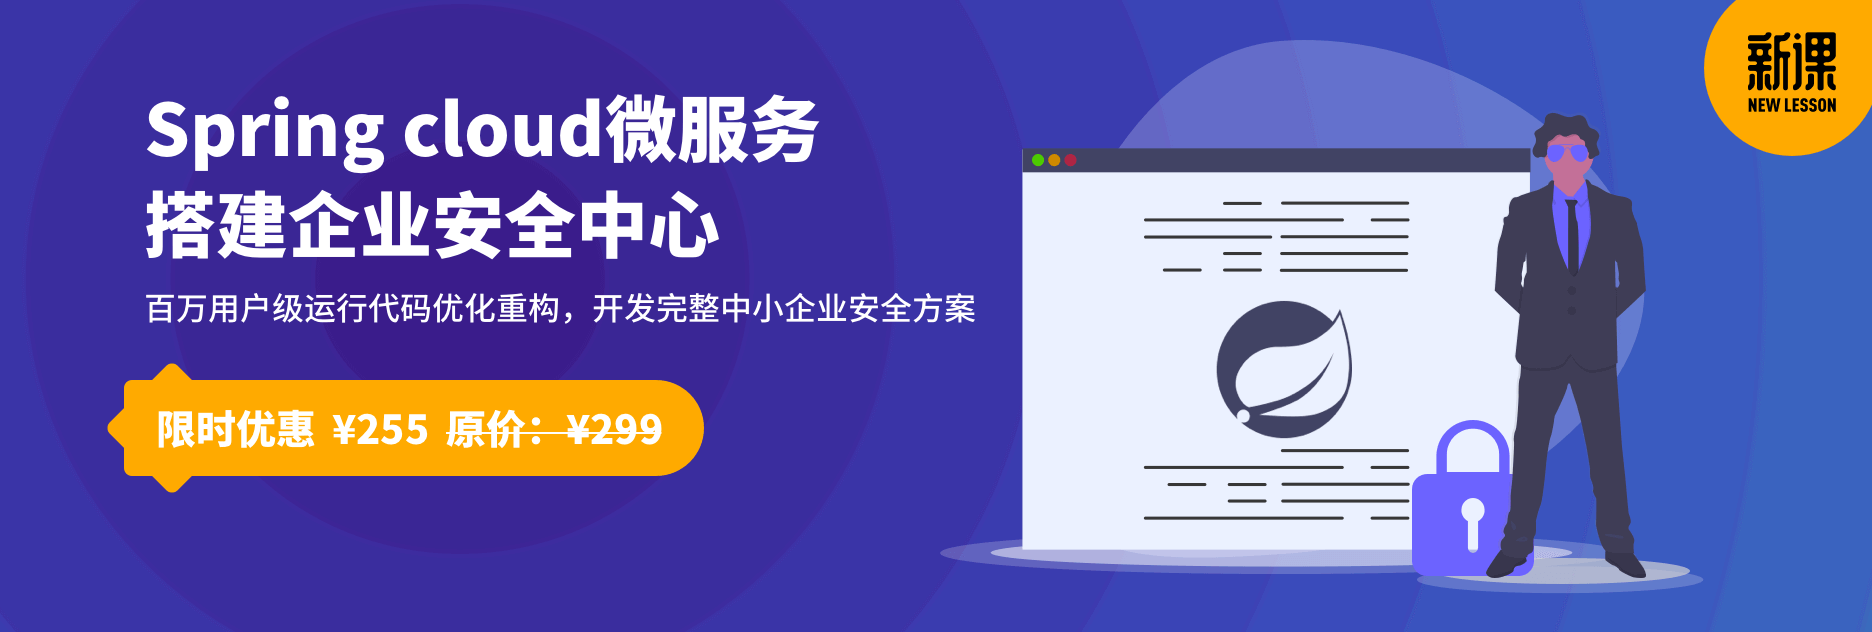 Spring cloud微服务
搭建企业安全中心
百万用户级运行代码优化重构，开发完整中小企业安全方案
限时优惠 ¥255 原价：¥299
新课
NEW LESSON